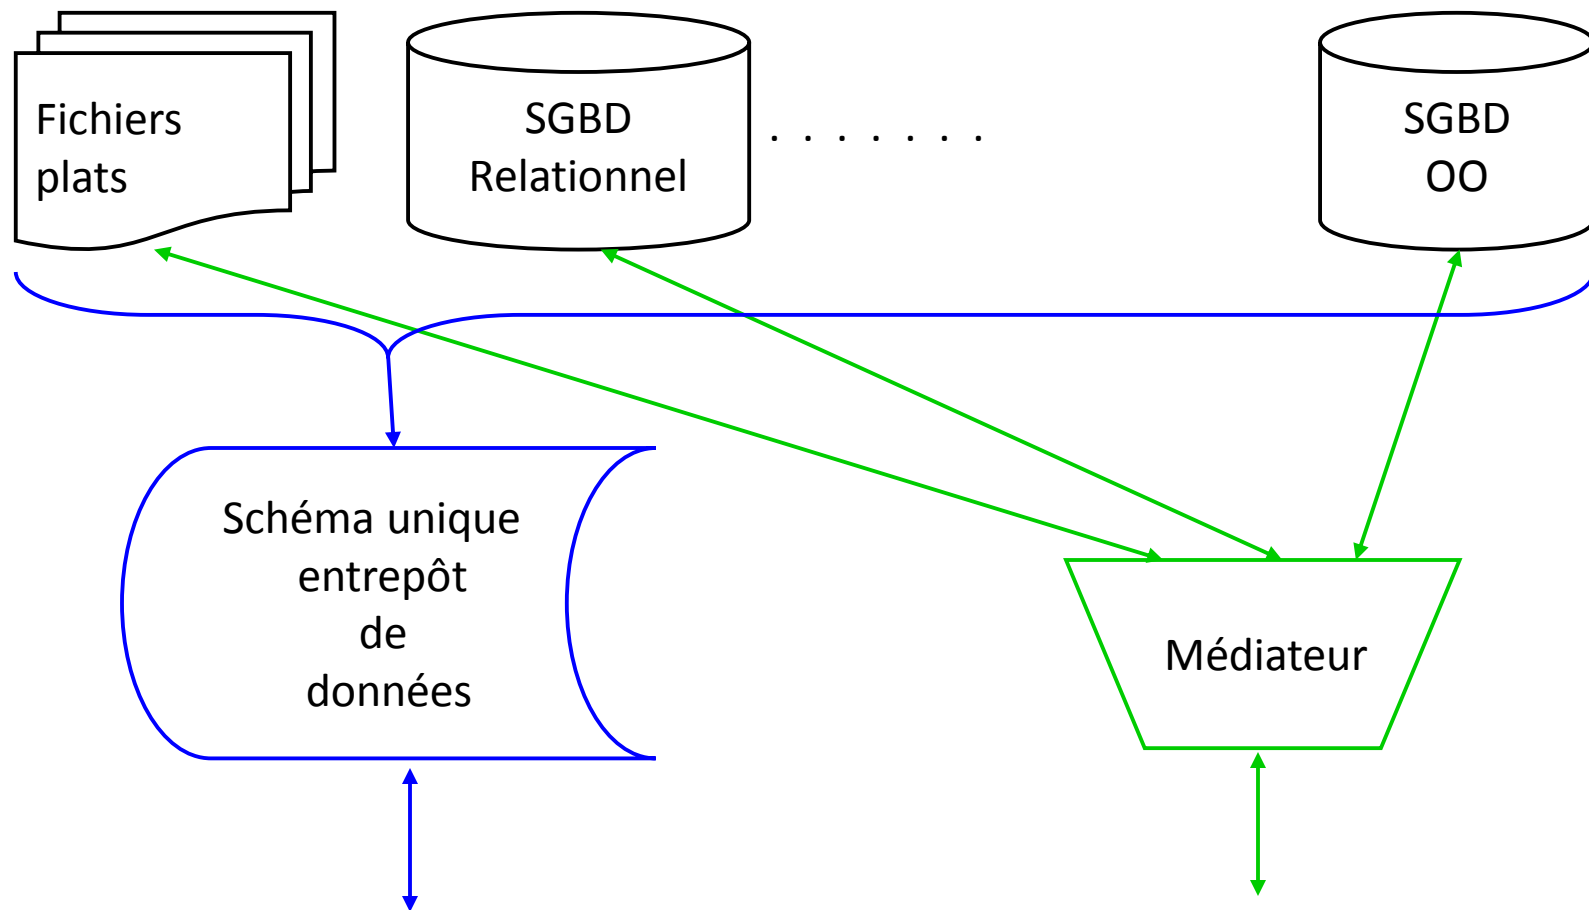 Fichiers
plats
SGBD
Relationnel
. . . . . . .
SGBD
OO
Schéma unique
entrepôt
de
données
Médiateur